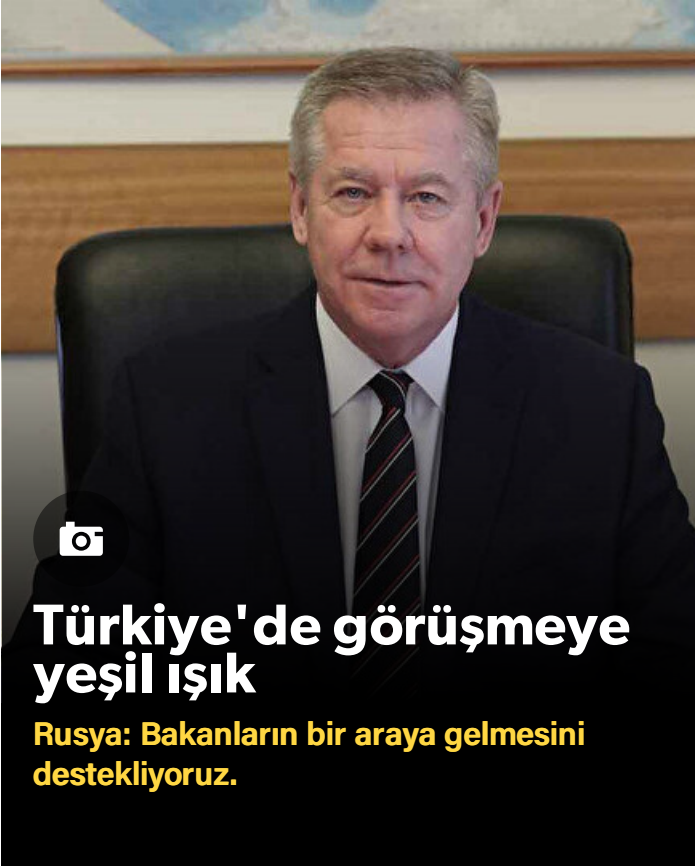 Türkiye'de görüşmeye
yeşil ışık
Rusya: Bakanların bir araya gelmesini
destekliyoruz.